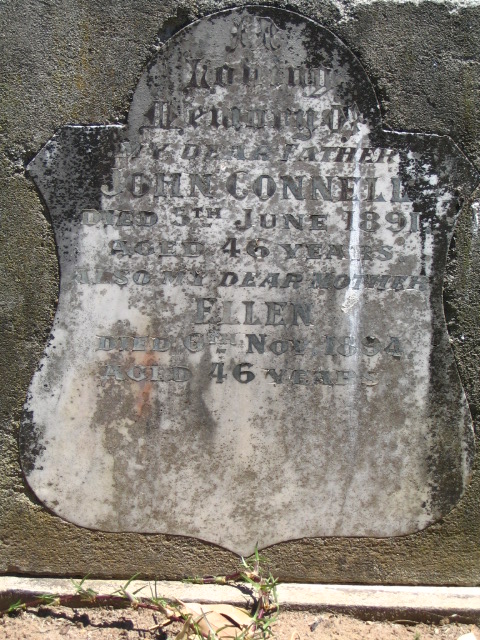 In
Loving
Memory Of
MY DEAR FATHER
JOHN CONNELL
DIED 5TH JUNE 1891
AGED 46 YEARS
ALSO MY DEAR MOTHER
ELLEN
DIED 6TH NOV 1894
AGED 46 YEARS